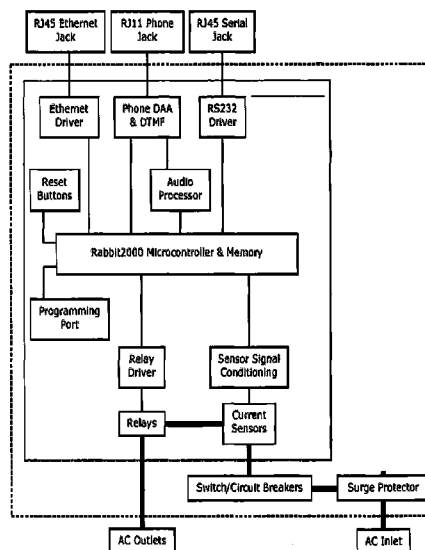 RJ45 Ethernet
Jack
RJ11 Phone
Jack
RJ45 Serial
Jack
Ethernet
Driver
Phone DAA
& DTMF
RS232
Driver
Reset
Buttons
Audio
Processor
Rabbit2000 Microcontroller & Memory
Programming
Port
Relay
Driver
Sensor Signal
Conditioning
Relays
Current
Sensors
Switch/Circuit Breakers
Surge Protector
AC Outlets
AC Inlet